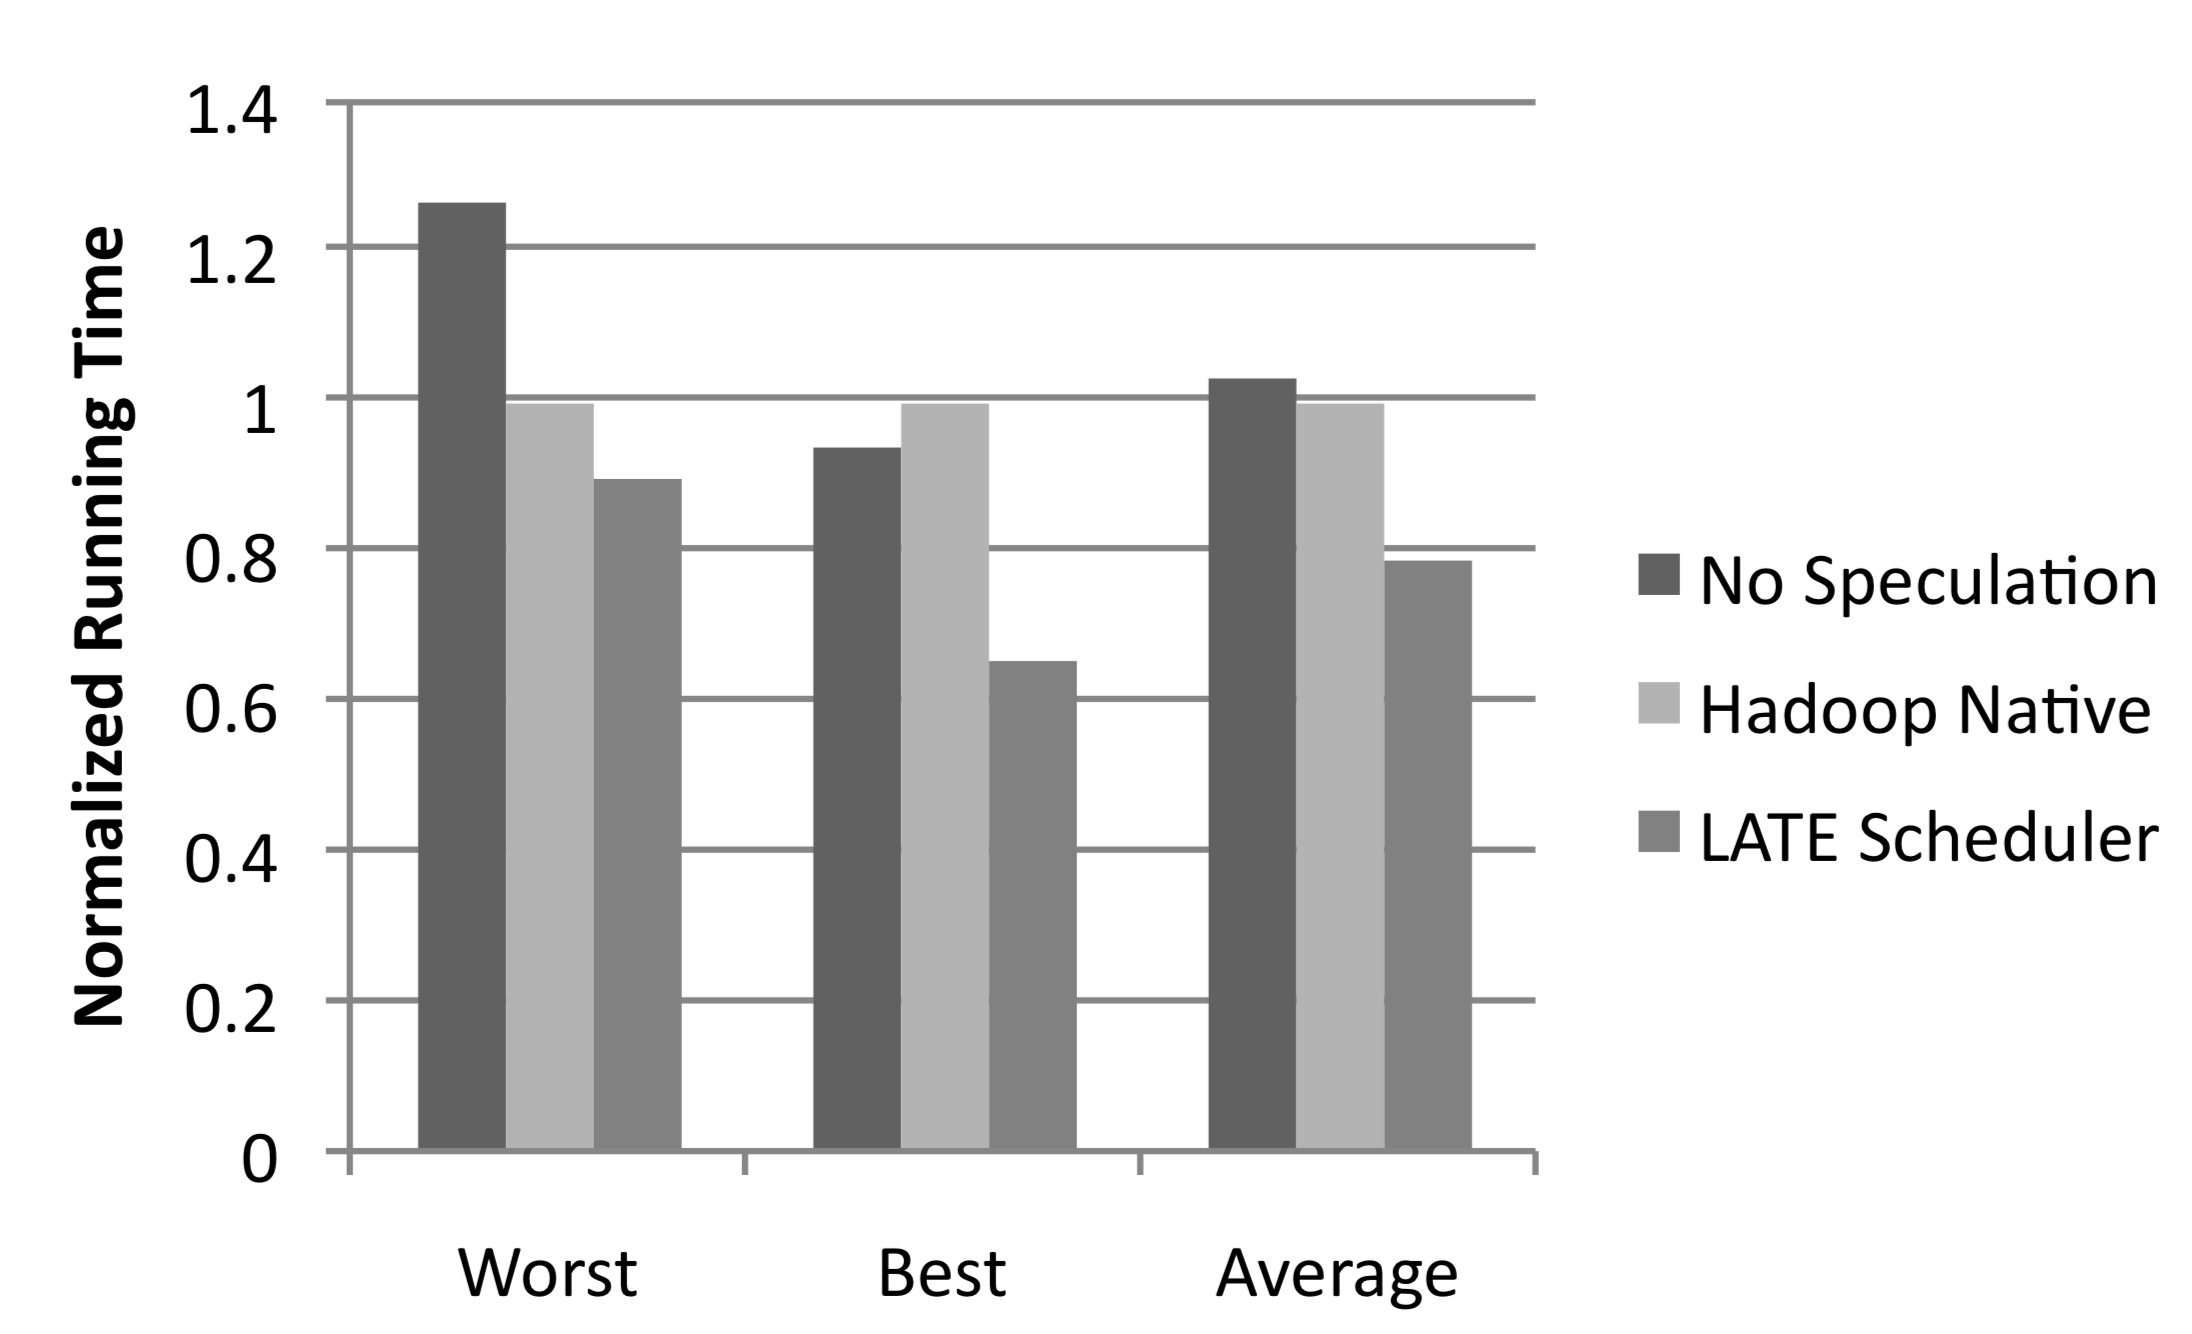 Normalized Running Time
1.4
1.2
1
0.8
0.6
0.4
0.2
0
Worst
Best
Average
No Speculation
Hadoop Native
LATE Scheduler